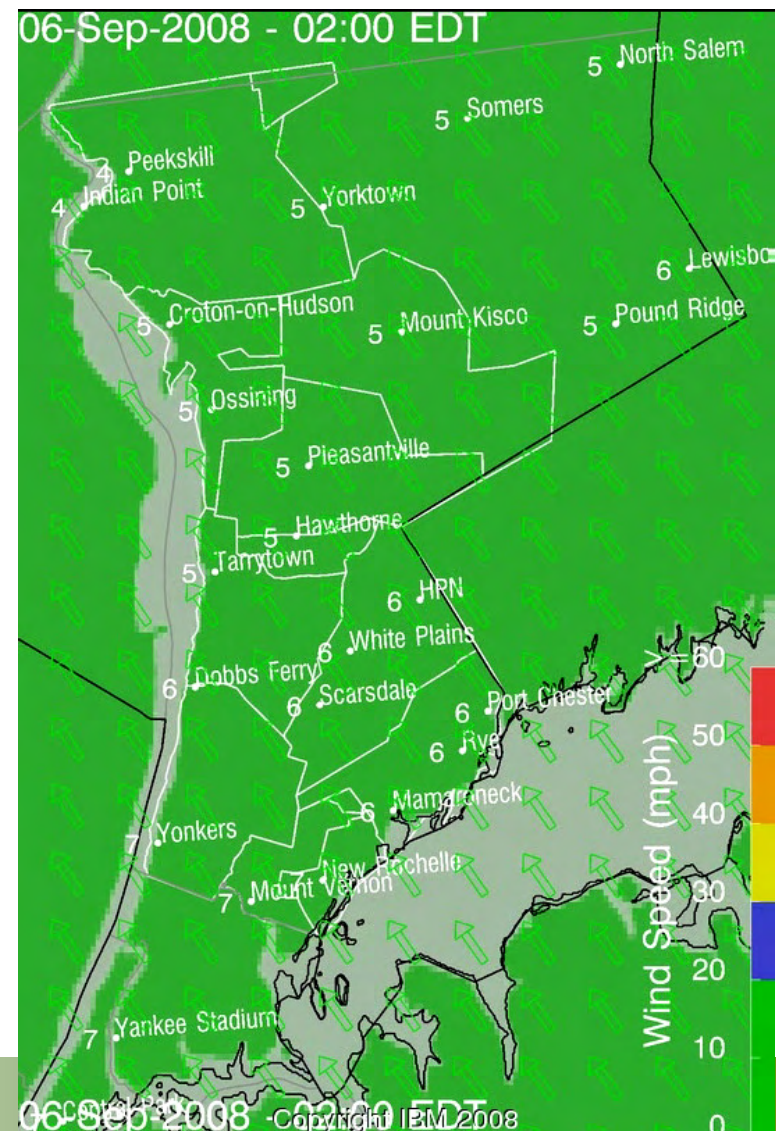 06-Sep-2008 - 02:00 EDT
5 North Salem
5 Somers
4 Peekskill
4 Indian Point
5 Yorktown
6 Lewisbo
5 Croton-on-Hudson
5 Mount Kisco
5 Pound Ridge
5 Ossining
5 Pleasantville
5 Hawthorne
5 Tarrytown
6 HPN
6 White Plains
6 Dobbs Ferry
6 Scarsdale
6 Port Chester
6 Rye
6 Mamaroneck
7 Yonkers
7 New Rochelle
7 Mount Vernon
7 Yankee Stadium
Central Park
Wind Speed (mph)
>=60
50
40
30
20
10
0
06-Sep-2008 - 02:00 EDT
Copyright IBM 2008